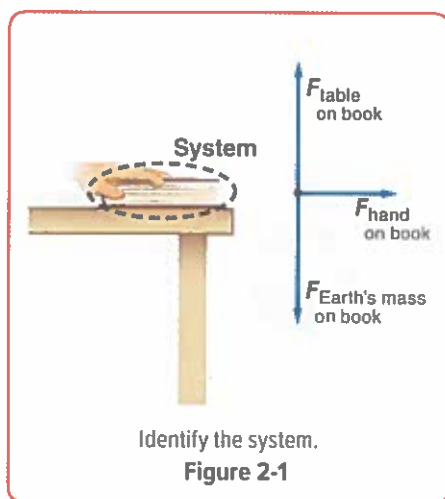 System
F table
on book
F hand
on book
F Earth's mass
on book
Identify the system.
Figure 2-1